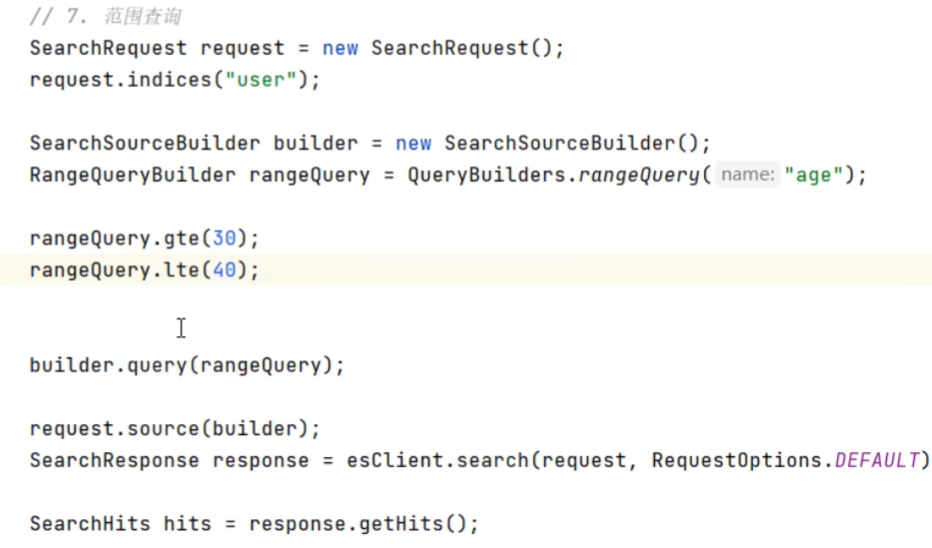 // 7. 范围查询
SearchRequest request = new SearchRequest();
request.indices("user");
SearchSourceBuilder builder = new SearchSourceBuilder();
RangeQueryBuilder rangeQuery = QueryBuilders.rangeQuery( name: "age");
rangeQuery.gte(30);
rangeQuery.lte(40);
builder.query(rangeQuery);
request.source(builder);
SearchResponse response = esClient.search(request, RequestOptions.DEFAULT)
SearchHits hits = response.getHits();